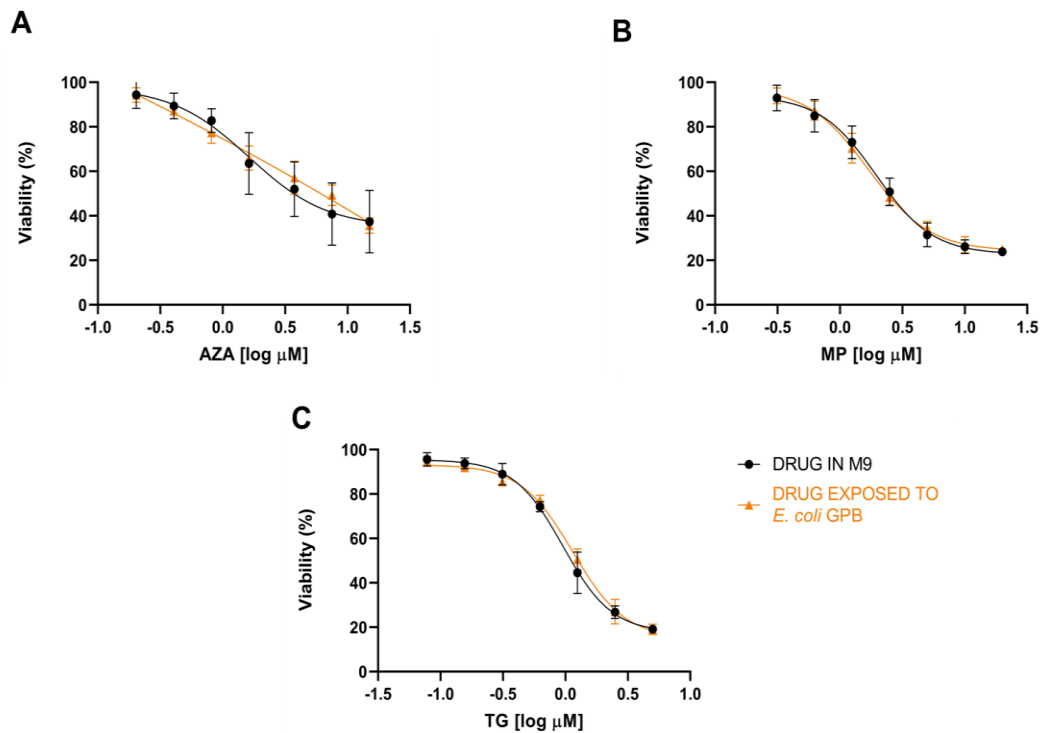 A
100
80
60
40
20
0
Viability (%)
-1.0 -0.5 0.0 0.5 1.0 1.5
AZA [log μM]
B
100
80
60
40
20
0
Viability (%)
-1.0 -0.5 0.0 0.5 1.0 1.5
MP [log μM]
C
100
80
60
40
20
0
Viability (%)
-1.5 -1.0 -0.5 0.0 0.5 1.0
TG [log μM]
DRUG IN M9
DRUG EXPOSED TO
E. coli GPB